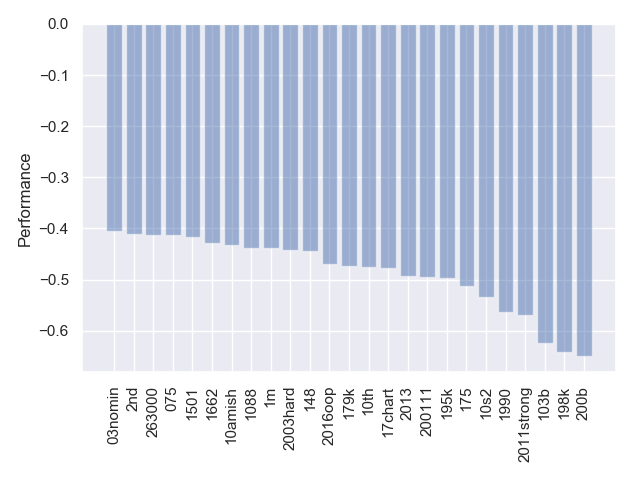 0.0
−0.1
−0.2
−0.3
−0.4
−0.5
−0.6
Performance
03nomin
2nd
263000
075
1501
1662
10amish
1088
1m
2003hard
148
2016oop
179k
10th
17chart
2013
200111
195k
175
10s2
1990
2011strong
103b
198k
200b